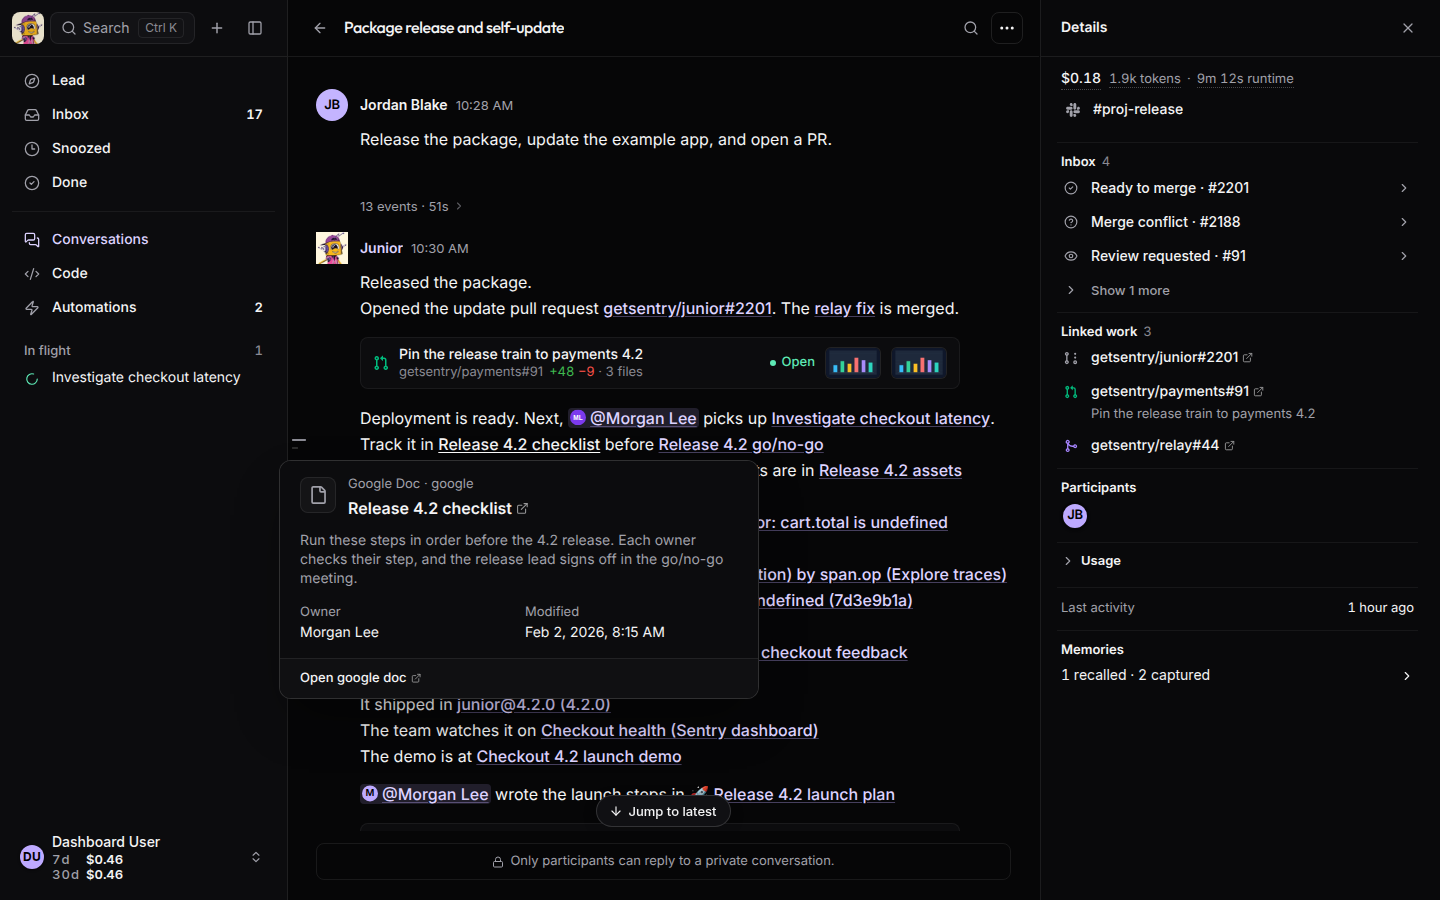 Search
Ctrl K
Lead
Inbox 17
Snoozed
Done
Conversations
Code
Automations 2
In flight 1
Investigate checkout latency
DU
Dashboard User
7d $0.46
30d $0.46
Package release and self-update
JB
Jordan Blake 10:28 AM
Release the package, update the example app, and open a PR.
13 events · 51s
Junior 10:30 AM
Released the package.
Opened the update pull request getsentry/junior#2201. The relay fix is merged.
Pin the release train to payments 4.2
getsentry/payments#91 +48 −9 · 3 files
Open
Deployment is ready. Next, ML @Morgan Lee picks up Investigate checkout latency.
Track it in Release 4.2 checklist before Release 4.2 go/no-go
s are in Release 4.2 assets
or: cart.total is undefined
tion) by span.op (Explore traces)
ndefined (7d3e9b1a)
checkout feedback
Google Doc · google
Release 4.2 checklist
Run these steps in order before the 4.2 release. Each owner
checks their step, and the release lead signs off in the go/no-go
meeting.
Owner
Morgan Lee
Modified
Feb 2, 2026, 8:15 AM
Open google doc
It shipped in junior@4.2.0 (4.2.0)
The team watches it on Checkout health (Sentry dashboard)
The demo is at Checkout 4.2 launch demo
M @Morgan Lee wrote the launch steps in 🚀 Release 4.2 launch plan
Jump to latest
Only participants can reply to a private conversation.
Details
$0.18 1.9k tokens · 9m 12s runtime
#proj-release
Inbox 4
Ready to merge · #2201
Merge conflict · #2188
Review requested · #91
Show 1 more
Linked work 3
getsentry/junior#2201
getsentry/payments#91
Pin the release train to payments 4.2
getsentry/relay#44
Participants
JB
Usage
Last activity 1 hour ago
Memories
1 recalled · 2 captured